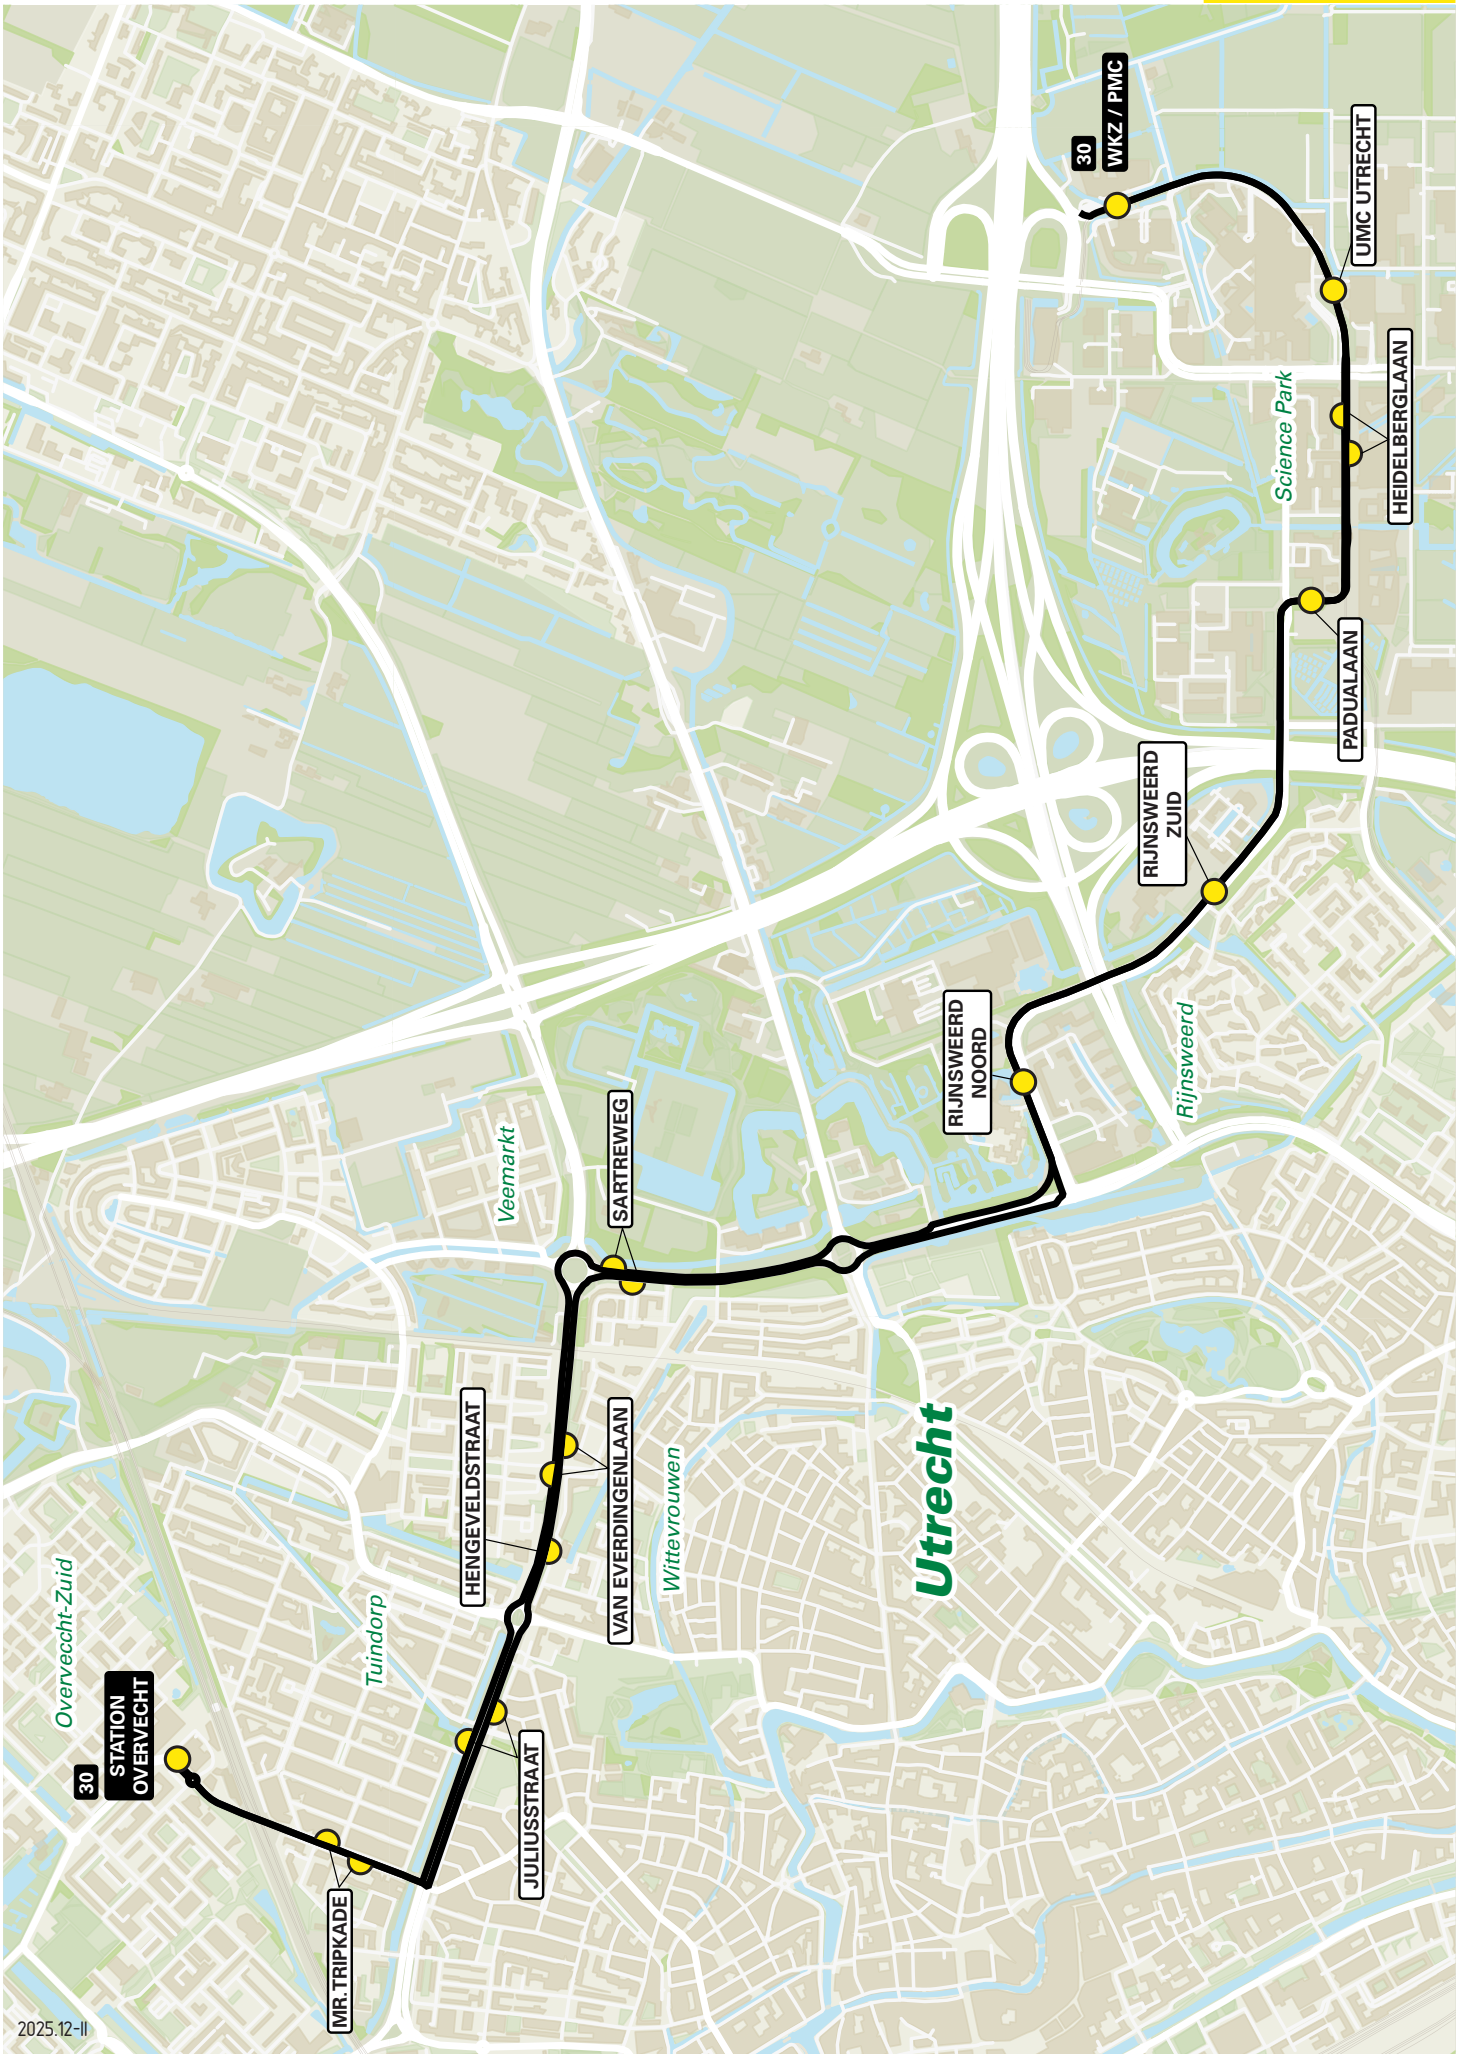 30
STATION
OVERVECHT
Overvecht-Zuid
MR. TRIPKADE
Tuindorp
JULIUSSTRAAT
HENGEVELDSTRAAT
VAN EVERDINGENLAAN
Wittevrouwen
Veemarkt
SARTREWEG
Utrecht
RIJNSWEERD
NOORD
Rijnsweerd
RIJNSWEERD
ZUID
PADUALAAN
Science Park
HEIDELBERGLAAN
UMC UTRECHT
30
WKZ / PMC
2025.12-II